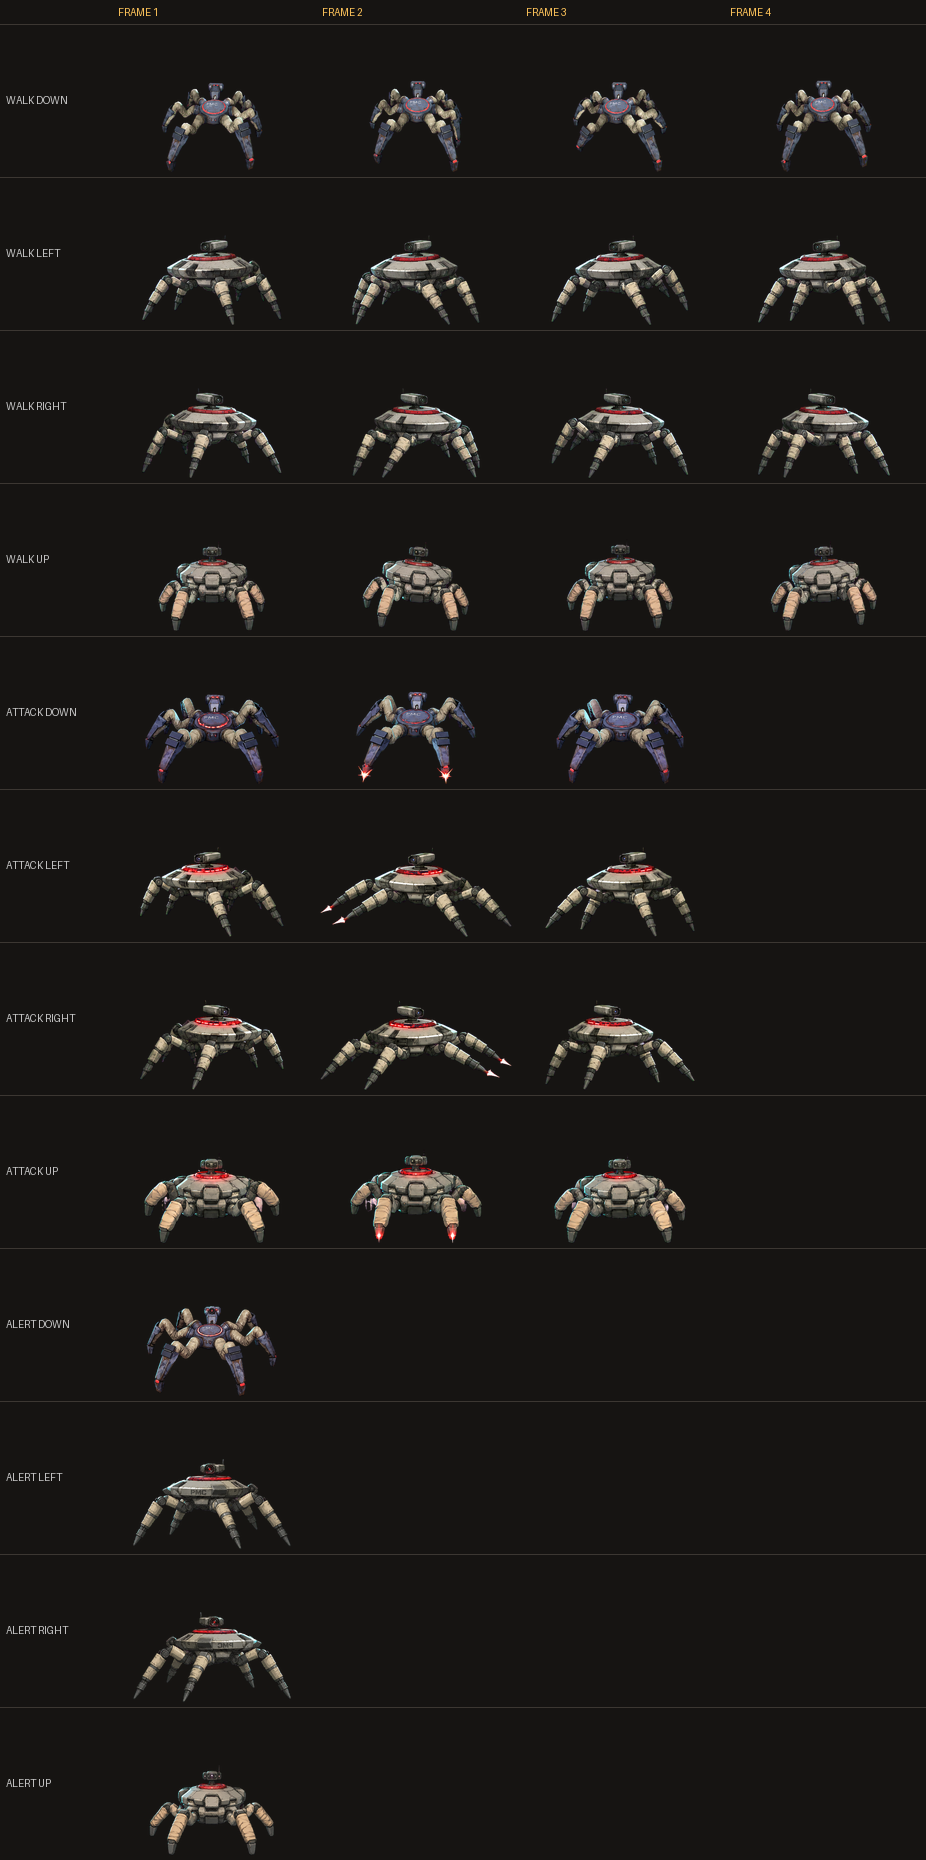 FRAME 1 FRAME 2 FRAME 3 FRAME 4
WALK DOWN
WALK LEFT
WALK RIGHT
WALK UP
ATTACK DOWN
ATTACK LEFT
ATTACK RIGHT
ATTACK UP
ALERT DOWN
ALERT LEFT
PMC
ALERT RIGHT
ALERT UP